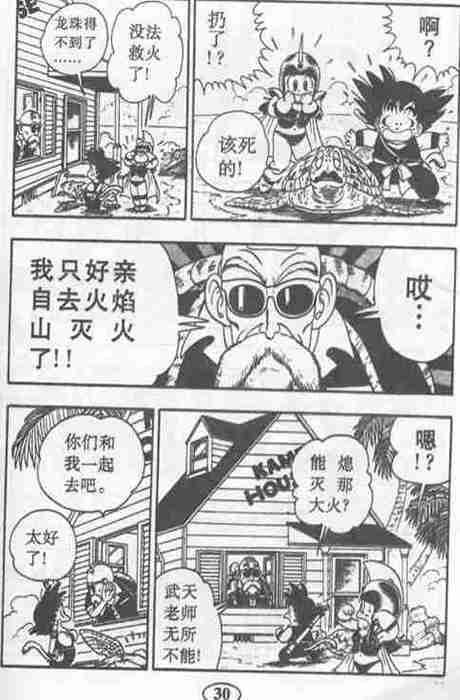 啊
?
扔
了!?
该死
的!
没法火
救了!
龙珠得
不到了
……
哎
…
我只好亲
自去火焰
山灭火
了!!
嗯
!?
能熄
灭那
大火?
KAME
HOUSE
武天
老师
无所
不能!
你们和
我一起
去吧。
太好
了!
30